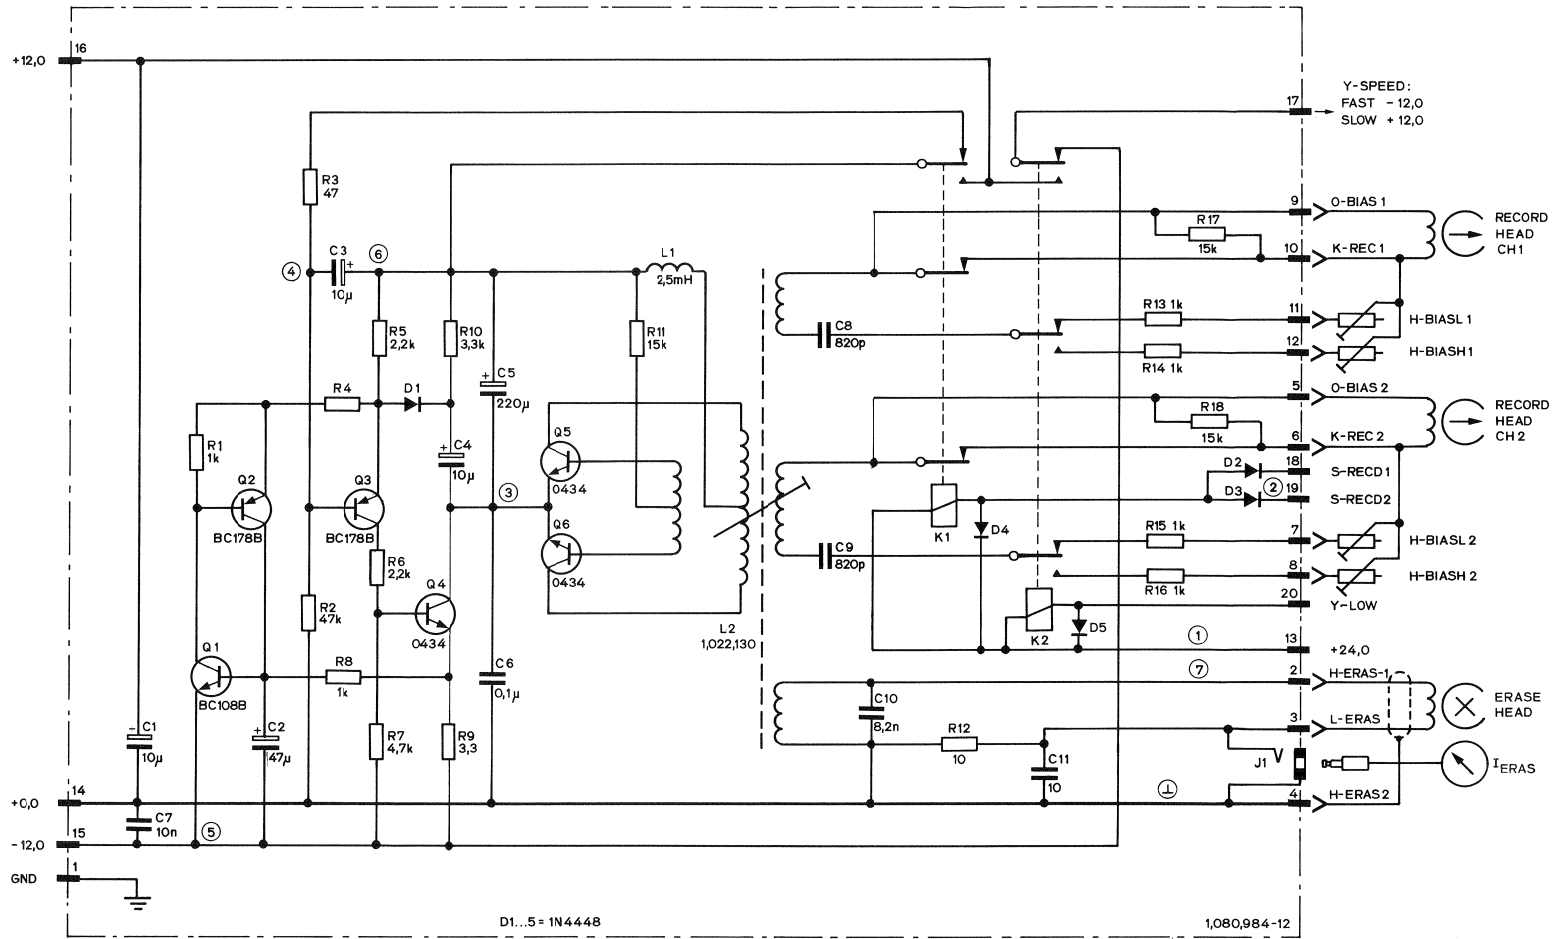 16
+12,0
17
Y-SPEED:
FAST - 12,0
SLOW + 12,0
R3
47
9
O-BIAS 1
R17
15k
10
K-REC 1
RECORD
HEAD
CH1
4
C3
+
10µ
6
L1
2,5mH
R5
2,2k
R10
3,3k
R11
15k
C8
820p
R13 1k
11
H-BIASL 1
R14 1k
12
H-BIASH 1
C5
+
220µ
R4
D1
5
O-BIAS 2
R18
15k
6
K-REC 2
RECORD
HEAD
CH 2
R1
1k
C4
+
10µ
Q5
0434
D2
18
S-RECD1
D3
2
19
S-RECD2
Q2
BC178B
Q3
BC178B
3
Q6
0434
K1
D4
R15 1k
7
H-BIASL 2
C9
820p
R6
2,2k
R16 1k
8
H-BIASH 2
Q4
0434
20
Y-LOW
R2
47k
L2
1,022,130
K2
D5
1
13
+24,0
Q1
BC108B
R8
1k
C6
0,1µ
7
2
H-ERAS-1
ERASE
HEAD
C10
8,2n
3
L-ERAS
C1
10µ
C2
+
47µ
R7
4,7k
R9
3,3
R12
10
C11
10
J1
I ERAS
14
+0,0
⊥
4
H-ERAS2
C7
10n
5
15
-12,0
1
GND
D1...5 = 1N4448
1,080,984-12